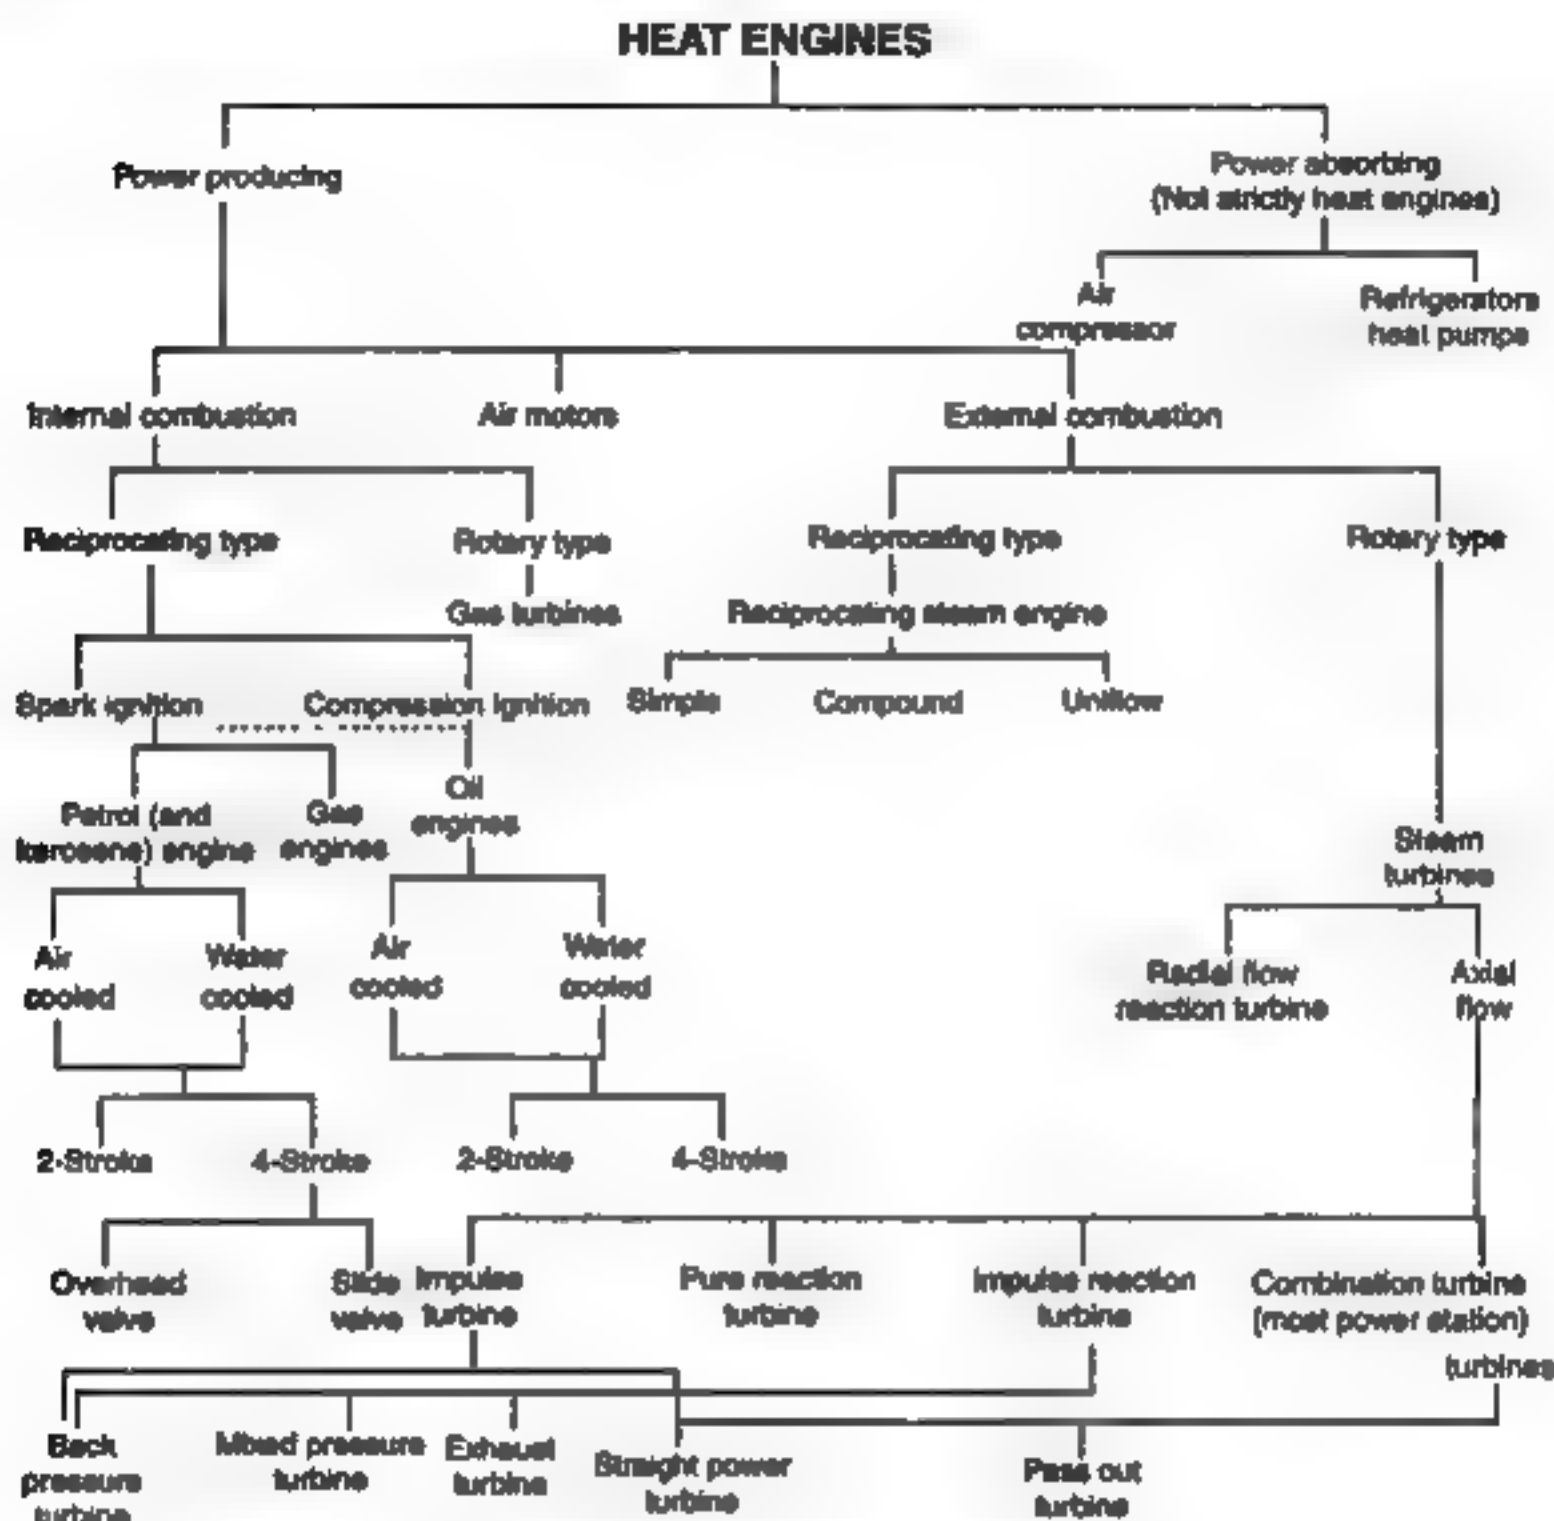 HEAT ENGINES
Power producing
Power absorbing
(Not strictly heat engines)
Air
compressor
Refrigerators
heat pumps
Internal combustion
Air motors
External combustion
Reciprocating type
Rotary type
Reciprocating type
Rotary type
Gas turbines
Reciprocating steam engine
Spark ignition
Compression ignition
Simple
Compound
Uniflow
Oil
engines
Petrol (and
kerosene) engine
Gas
engines
Steam
turbines
Air
cooled
Water
cooled
Air
cooled
Water
cooled
Radial flow
reaction turbine
Axial
flow
2-Stroke
4-Stroke
2-Stroke
4-Stroke
Overhead
valve
Slide
valve
Impulse
turbine
Pure reaction
turbine
Impulse reaction
turbine
Combination turbine
(most power station)
turbines
Back
pressure
turbine
Mixed pressure
turbine
Exhaust
turbine
Straight power
turbine
Pass out
turbine